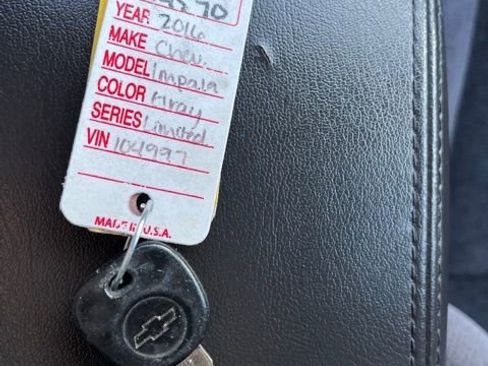 YEAR 2016
MAKE Chev.
MODEL Impala
COLOR Gray
SERIES Limited
VIN 104997
MADE IN U.S.A.